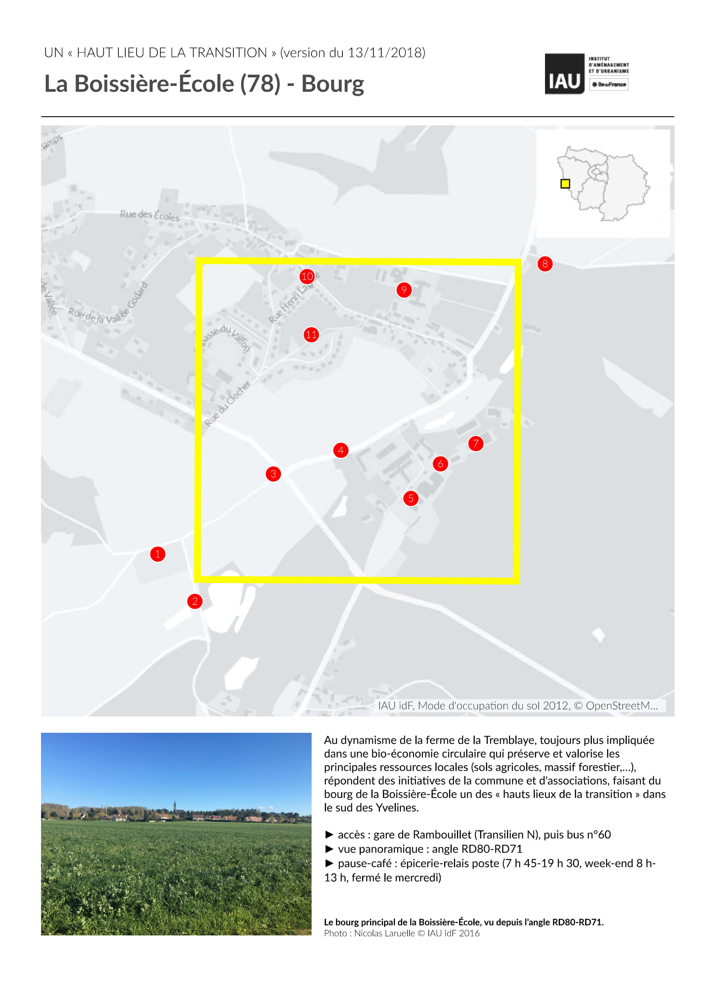 UN « HAUT LIEU DE LA TRANSITION » (version du 13/11/2018)
La Boissière-École (78) - Bourg
IAU
INSTITUT
D'AMÉNAGEMENT
ET D'URBANISME
îledeFrance
Rue des Écoles
8
10
9
Rue Henri
Rue de la Vallée Godard
de Vallée
11
passe du Vallon
Rue du Clocher
7
4
6
3
5
1
2
IAU îdF, Mode d'occupation du sol 2012, © OpenStreetM...
Au dynamisme de la ferme de la Tremblaye, toujours plus impliquée
dans une bio-économie circulaire qui préserve et valorise les
principales ressources locales (sols agricoles, massif forestier,...),
répondent des initiatives de la commune et d'associations, faisant du
bourg de la Boissière-École un des « hauts lieux de la transition » dans
le sud des Yvelines.
► accès : gare de Rambouillet (Transilien N), puis bus n°60
► vue panoramique : angle RD80-RD71
► pause-café : épicerie-relais poste (7 h 45-19 h 30, week-end 8 h-
13 h, fermé le mercredi)
Le bourg principal de la Boissière-École, vu depuis l’angle RD80-RD71.
Photo : Nicolas Laruelle © IAU îdF 2016